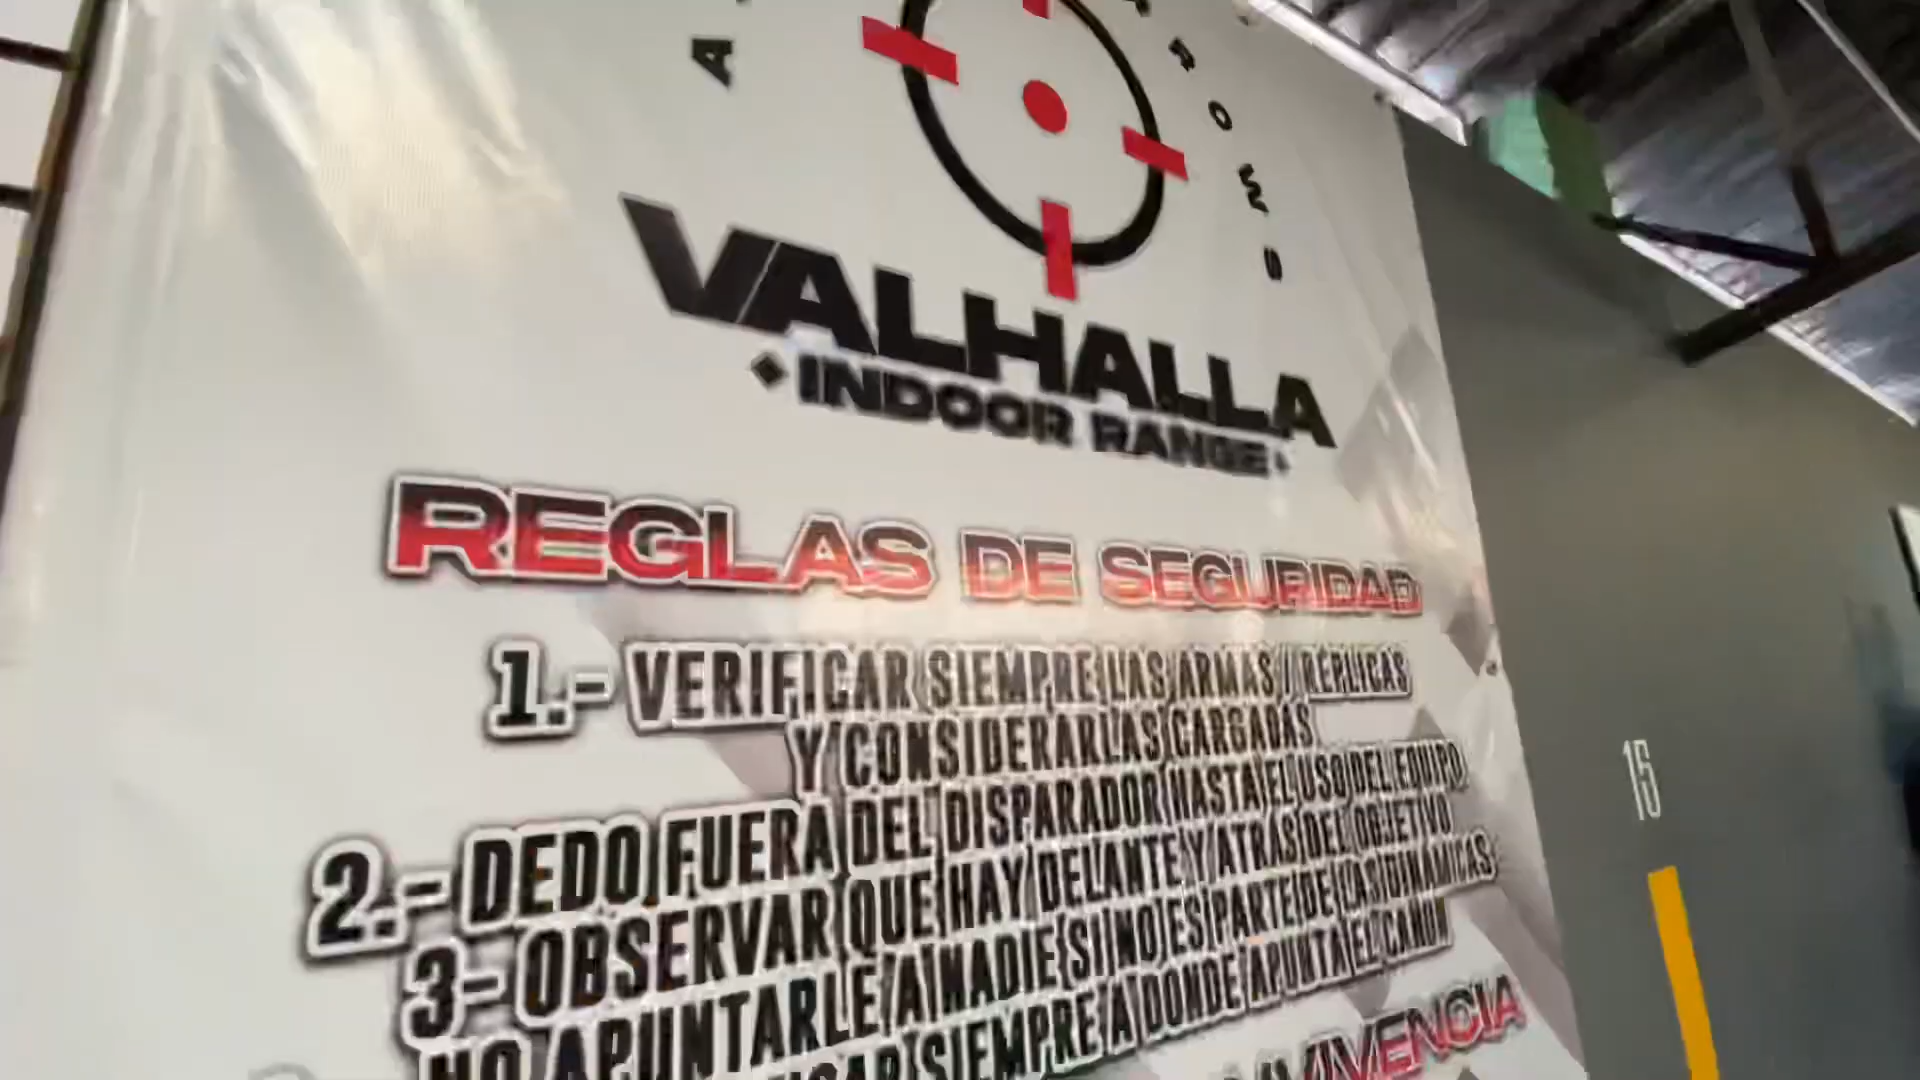 VALHALLA
• INDOOR RANGE •
REGLAS DE SEGURIDAD
1.- VERIFICAR SIEMPRE LAS ARMAS / REPLICAS
Y CONSIDERARLAS CARGADAS
2.- DEDO FUERA DEL DISPARADOR HASTA EL USO DEL EQUIPO
3- OBSERVAR QUE HAY DELANTE Y ATRAS DEL OBJETIVO
NO APUNTARLE A NADIE SI NO ES PARTE DE LAS DINAMICAS
SIEMPRE A DONDE APUNTA EL CAÑON
15